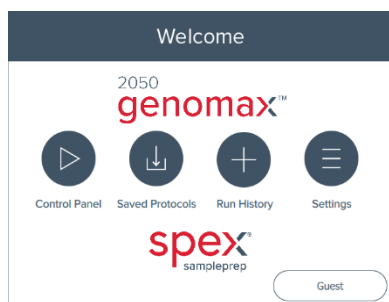 Welcome
2050
genomax™
Control Panel Saved Protocols Run History Settings
spex®
sampleprep
Guest